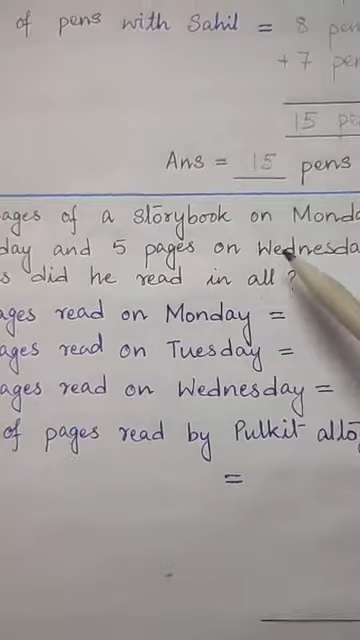 of pens with Sahil = 8 pen
+ 7 per
15 pe
Ans = 15 pens
ages of a storybook on Monda
day and 5 pages on Wednesda
s did he read in all ?
ages read on Monday =
ages read on Tuesday =
ages read on Wednesday =
of pages read by Pulkit alto
=